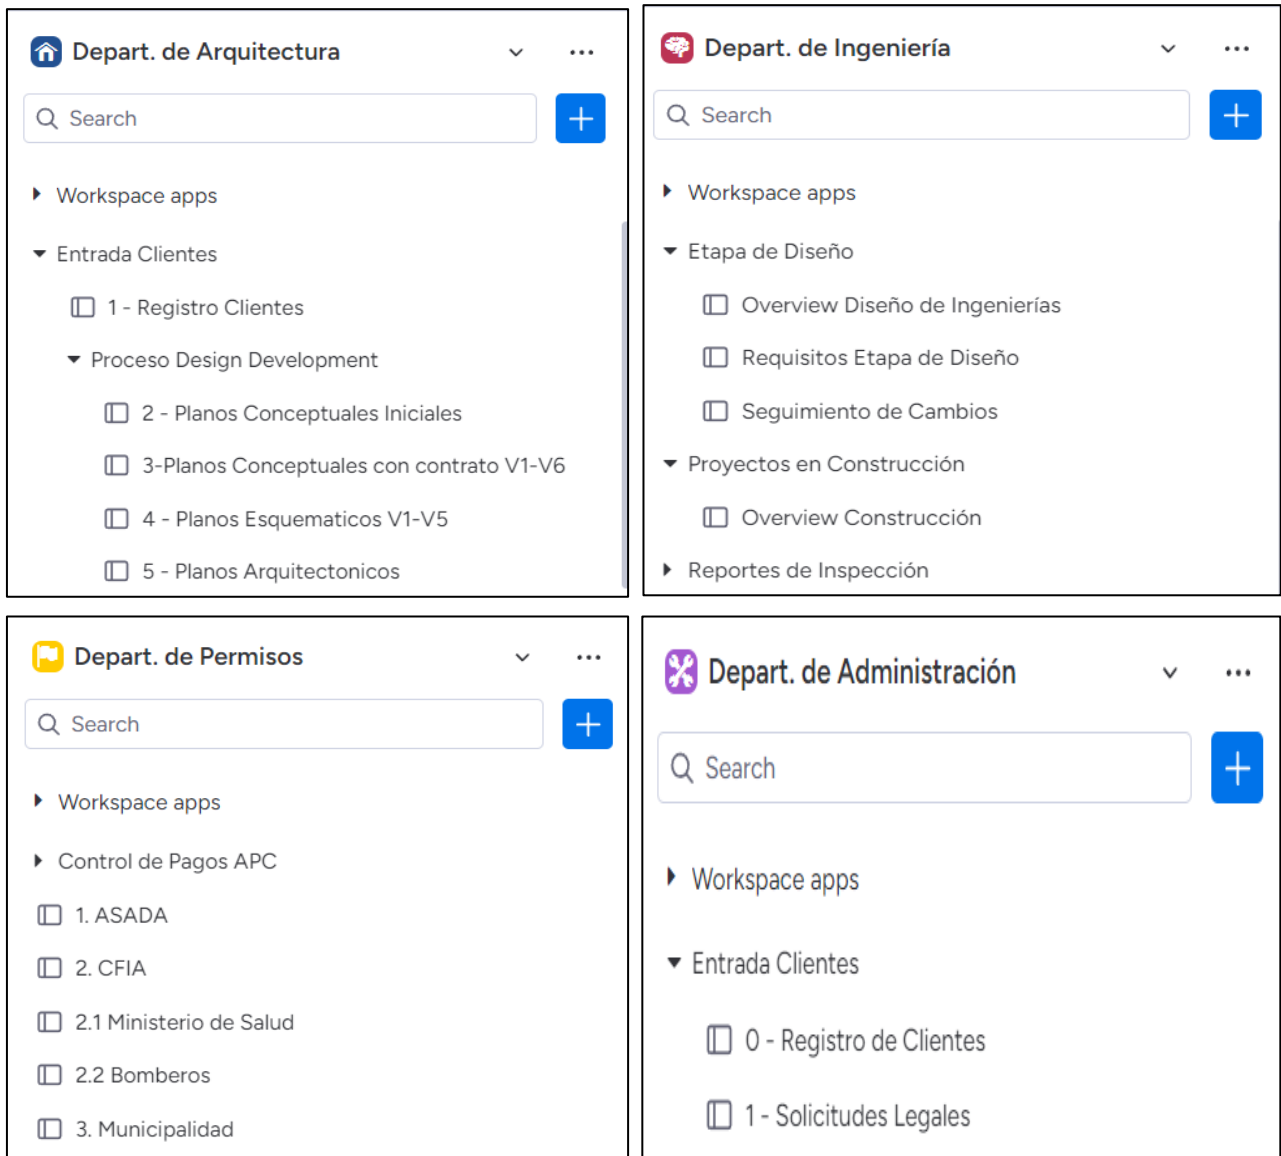 Depart. de Arquitectura
Search
Workspace apps
Entrada Clientes
1 - Registro Clientes
Proceso Design Development
2 - Planos Conceptuales Iniciales
3-Planos Conceptuales con contrato V1-V6
4 - Planos Esquematicos V1-V5
5 - Planos Arquitectonicos
Depart. de Ingeniería
Search
Workspace apps
Etapa de Diseño
Overview Diseño de Ingenierías
Requisitos Etapa de Diseño
Seguimiento de Cambios
Proyectos en Construcción
Overview Construcción
Reportes de Inspección
Depart. de Permisos
Search
Workspace apps
Control de Pagos APC
1. ASADA
2. CFIA
2.1 Ministerio de Salud
2.2 Bomberos
3. Municipalidad
Depart. de Administración
Search
Workspace apps
Entrada Clientes
0 - Registro de Clientes
1 - Solicitudes Legales